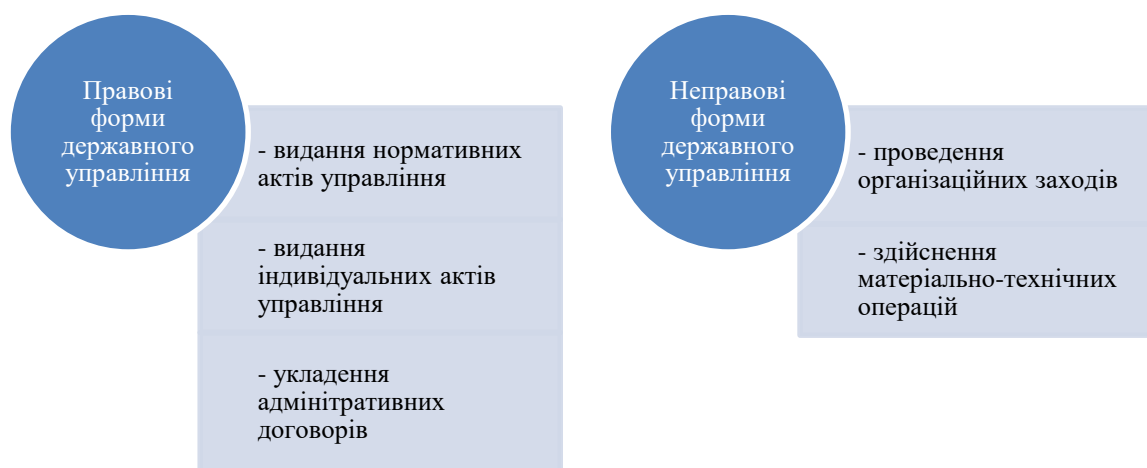 Правові
форми
державного
управління
- видання нормативних
актів управління
- видання
індивідуальних актів
управління
- укладення
адмінітративних
договорів
Неправові
форми
державного
управління
- проведення
організаційних заходів
- здійснення
матеріально-технічних
операцій